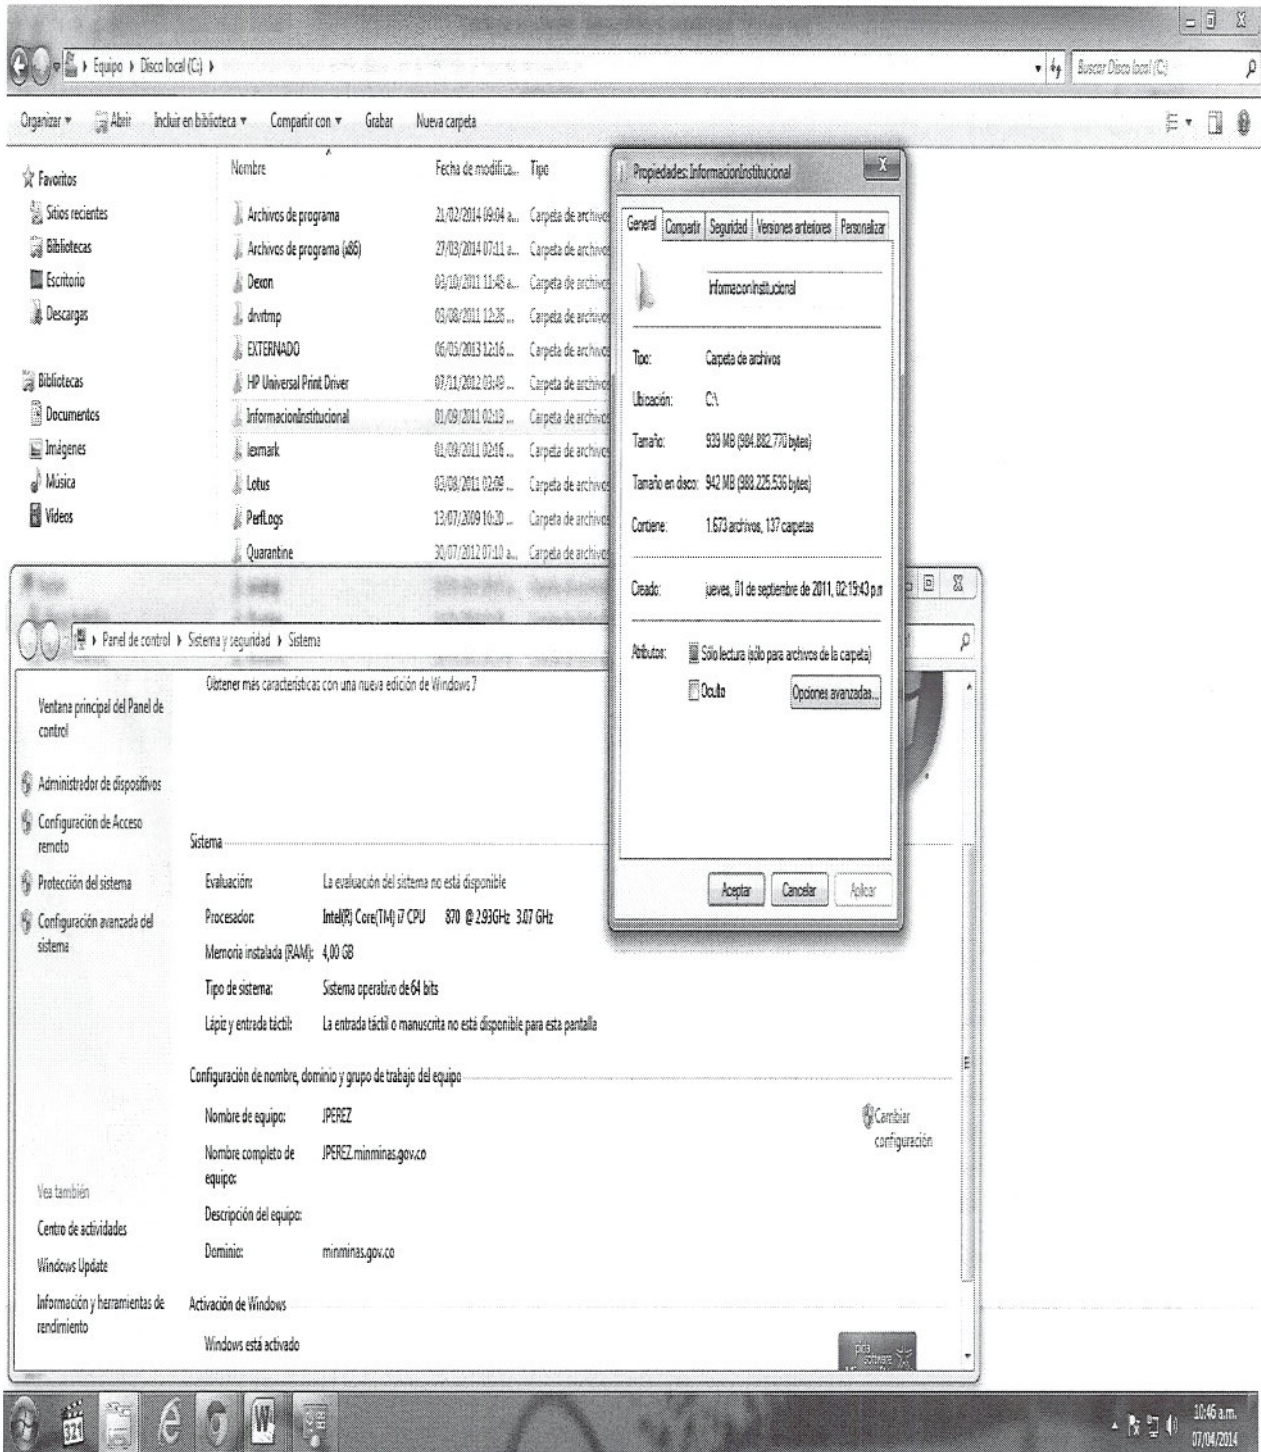 Equipo ▸ Disco local (C:) ▸
Buscar Disco local (C:)
Organizar ▾ Abrir Incluir en biblioteca ▾ Compartir con ▾ Grabar Nueva carpeta
Favoritos
Sitios recientes
Bibliotecas
Escritorio
Descargas
Bibliotecas
Documentos
Imágenes
Música
Videos
Nombre Fecha de modifica... Tipo
Archivos de programa 21/02/2014 09:04 a... Carpeta de archivos
Archivos de programa (x86) 27/03/2014 07:11 a... Carpeta de archivos
Dexon 03/10/2011 11:48 a... Carpeta de archivos
drvrtmp 03/08/2011 12:26 ... Carpeta de archivos
EXTERNADO 06/05/2013 12:16 ... Carpeta de archivos
HP Universal Print Driver 07/11/2012 03:49 ... Carpeta de archivos
InformacionInstitucional 01/09/2011 02:19 ... Carpeta de archivos
lexmark 01/09/2011 02:16 ... Carpeta de archivos
Lotus 03/08/2011 02:09 ... Carpeta de archivos
PerfLogs 13/07/2009 10:20 ... Carpeta de archivos
Quarantine 30/07/2012 07:10 a... Carpeta de archivos
Propiedades: InformacionInstitucional
General Compartir Seguridad Versiones anteriores Personalizar
InformacionInstitucional
Tipo: Carpeta de archivos
Ubicación: C:\
Tamaño: 939 MB (984.882.770 bytes)
Tamaño en disco: 942 MB (988.225.536 bytes)
Contiene: 1.673 archivos, 137 carpetas
Creado: jueves, 01 de septiembre de 2011, 02:19:43 p.m
Atributos: Sólo lectura (sólo para archivos de la carpeta)
Oculto Opciones avanzadas...
Aceptar Cancelar Aplicar
▸ Panel de control ▸ Sistema y seguridad ▸ Sistema
Ventana principal del Panel de
control
Administrador de dispositivos
Configuración de Acceso
remoto
Protección del sistema
Configuración avanzada del
sistema
Vea también
Centro de actividades
Windows Update
Información y herramientas de
rendimiento
Obtener más características con una nueva edición de Windows 7
Sistema
Evaluación: La evaluación del sistema no está disponible
Procesador: Intel(R) Core(TM) i7 CPU 870 @ 2.93GHz 3.07 GHz
Memoria instalada (RAM): 4,00 GB
Tipo de sistema: Sistema operativo de 64 bits
Lápiz y entrada táctil: La entrada táctil o manuscrita no está disponible para esta pantalla
Configuración de nombre, dominio y grupo de trabajo del equipo
Nombre de equipo: JPEREZ
Cambiar
configuración
Nombre completo de
equipo: JPEREZ.minminas.gov.co
Descripción del equipo:
Dominio: minminas.gov.co
Activación de Windows
Windows está activado
pida
software
321
10:46 a.m.
07/04/2014